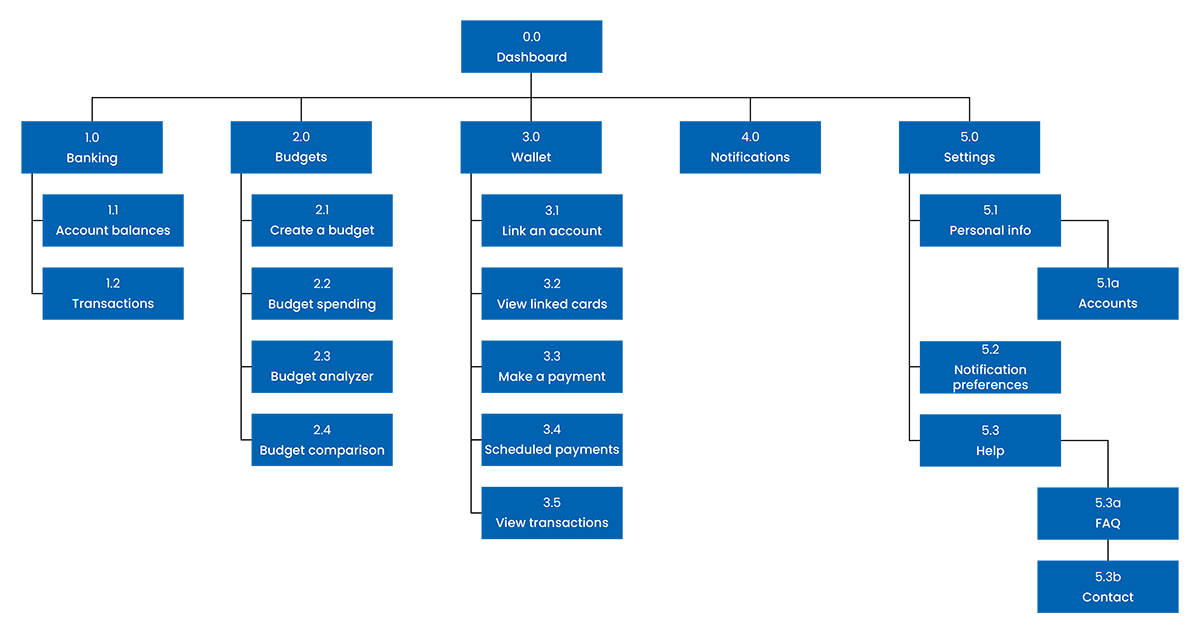 0.0
Dashboard
1.0
Banking
1.1
Account balances
1.2
Transactions
2.0
Budgets
2.1
Create a budget
2.2
Budget spending
2.3
Budget analyzer
2.4
Budget comparison
3.0
Wallet
3.1
Link an account
3.2
View linked cards
3.3
Make a payment
3.4
Scheduled payments
3.5
View transactions
4.0
Notifications
5.0
Settings
5.1
Personal info
5.1a
Accounts
5.2
Notification
preferences
5.3
Help
5.3a
FAQ
5.3b
Contact